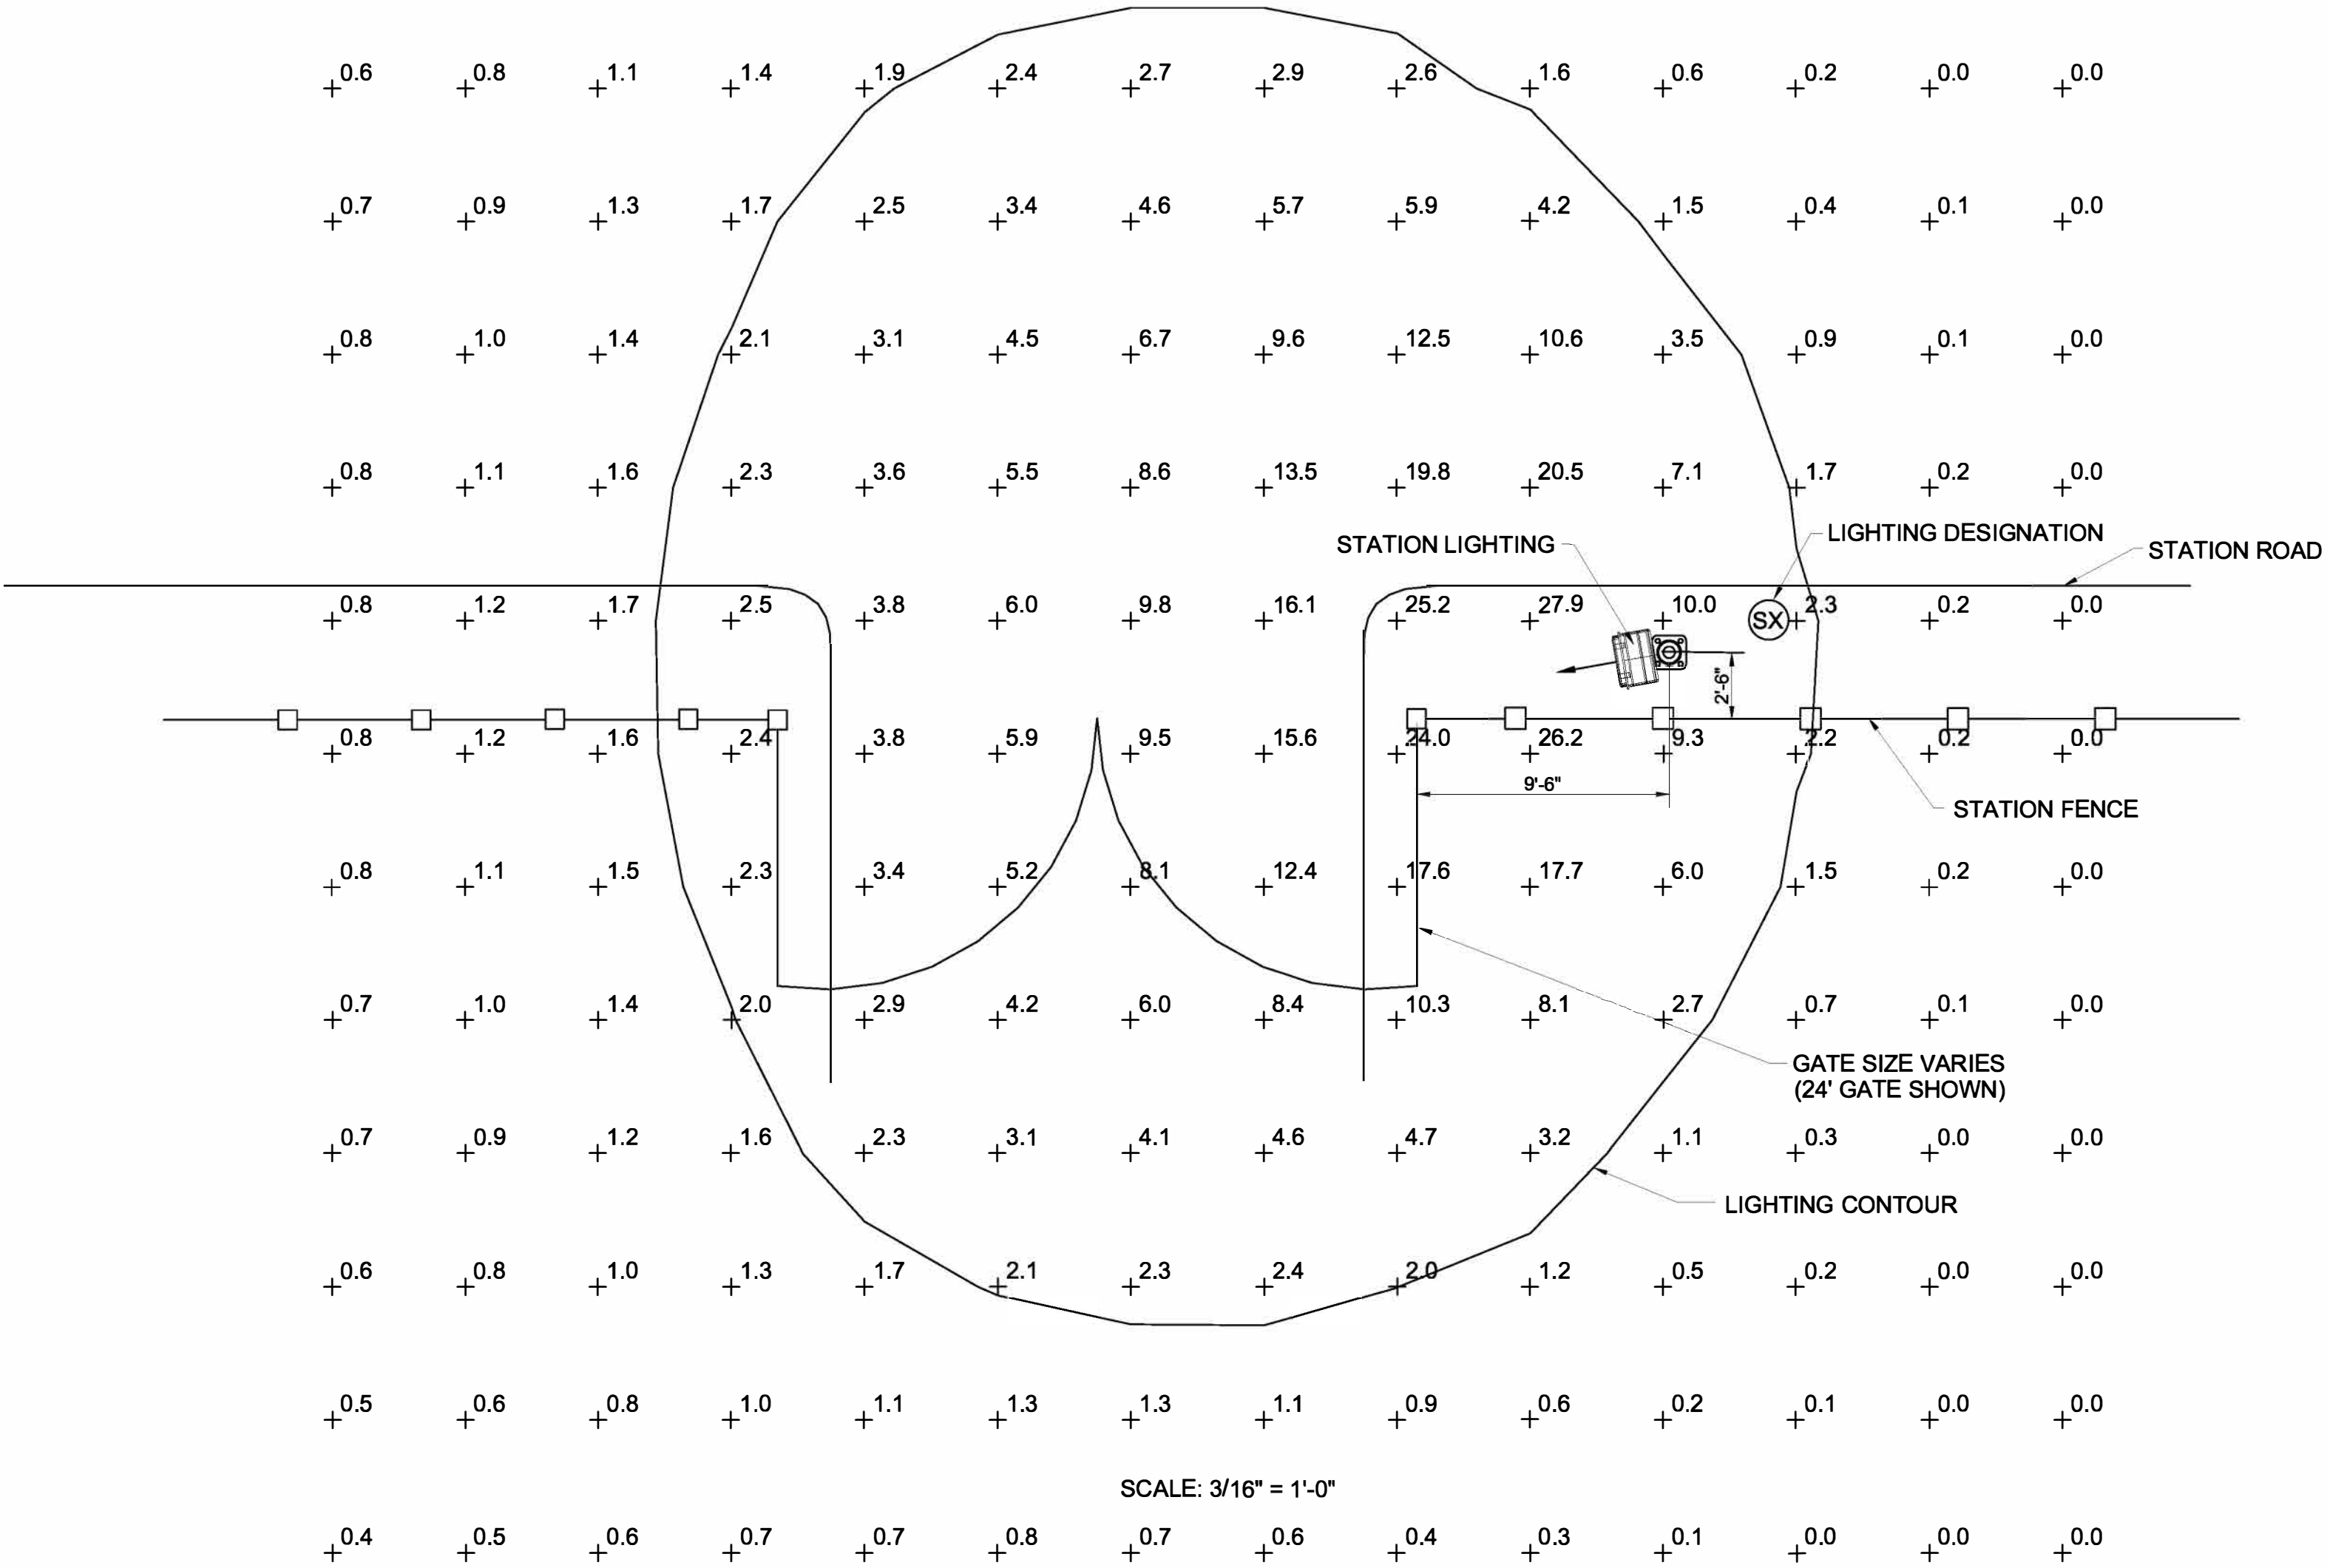 0.6 0.8 1.1 1.4 1.9 2.4 2.7 2.9 2.6 1.6 0.6 0.2 0.0 0.0
0.7 0.9 1.3 1.7 2.5 3.4 4.6 5.7 5.9 4.2 1.5 0.4 0.1 0.0
0.8 1.0 1.4 2.1 3.1 4.5 6.7 9.6 12.5 10.6 3.5 0.9 0.1 0.0
0.8 1.1 1.6 2.3 3.6 5.5 8.6 13.5 19.8 20.5 7.1 1.7 0.2 0.0
STATION LIGHTING
LIGHTING DESIGNATION
STATION ROAD
0.8 1.2 1.7 2.5 3.8 6.0 9.8 16.1 25.2 27.9 10.0 2.3 0.2 0.0
SX
2'-6"
0.8 1.2 1.6 2.4 3.8 5.9 9.5 15.6 24.0 26.2 9.3 2.2 0.2 0.0
9'-6"
STATION FENCE
0.8 1.1 1.5 2.3 3.4 5.2 8.1 12.4 17.6 17.7 6.0 1.5 0.2 0.0
0.7 1.0 1.4 2.0 2.9 4.2 6.0 8.4 10.3 8.1 2.7 0.7 0.1 0.0
GATE SIZE VARIES
(24' GATE SHOWN)
0.7 0.9 1.2 1.6 2.3 3.1 4.1 4.6 4.7 3.2 1.1 0.3 0.0 0.0
LIGHTING CONTOUR
0.6 0.8 1.0 1.3 1.7 2.1 2.3 2.4 2.0 1.2 0.5 0.2 0.0 0.0
0.5 0.6 0.8 1.0 1.1 1.3 1.3 1.1 0.9 0.6 0.2 0.1 0.0 0.0
SCALE: 3/16" = 1'-0"
0.4 0.5 0.6 0.7 0.7 0.8 0.7 0.6 0.4 0.3 0.1 0.0 0.0 0.0